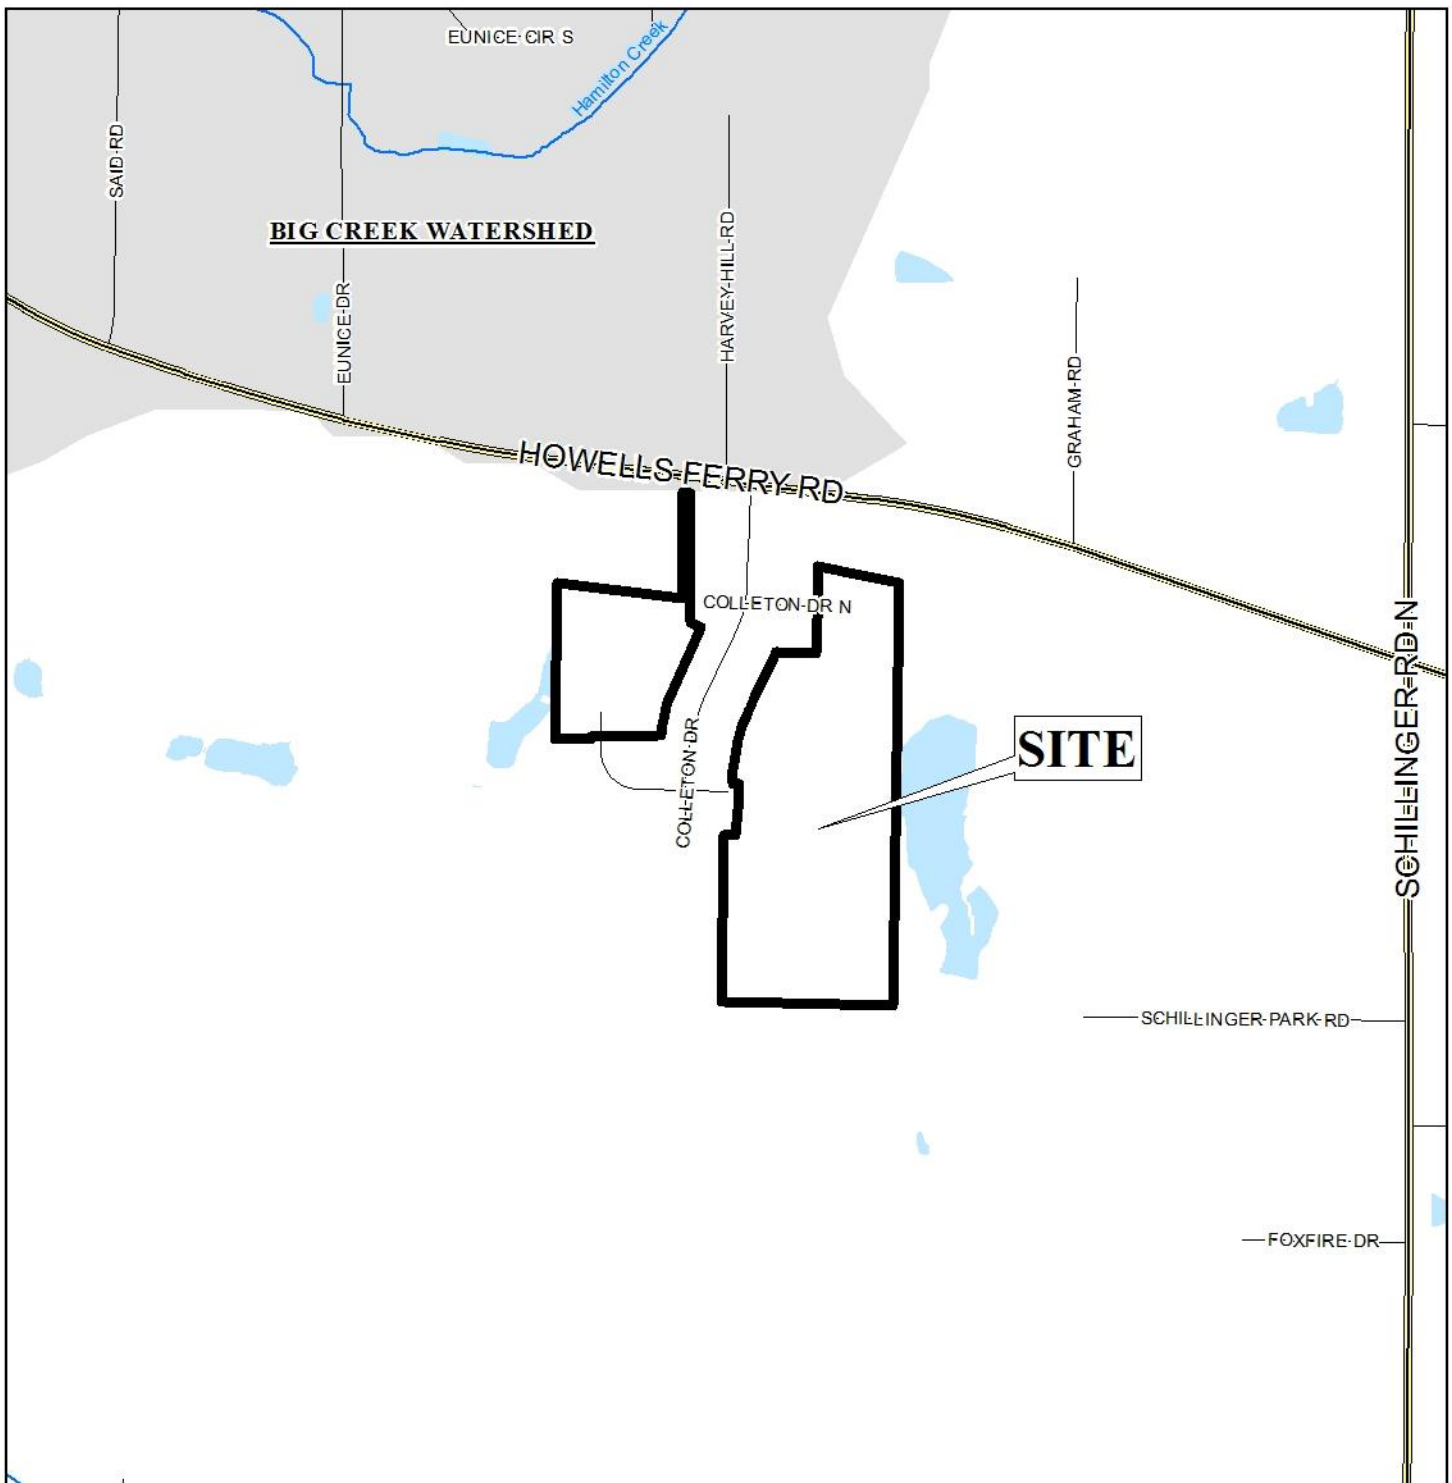 EUNICE CIR S
Hamilton Creek
SAID RD
BIG CREEK WATERSHED
HARVEY HILL RD
EUNICE DR
GRAHAM RD
HOWELLS FERRY RD
COLLETON DR N
SCHILLINGER RD N
SITE
COLLETON DR
SCHILLINGER PARK RD
FOXFIRE DR